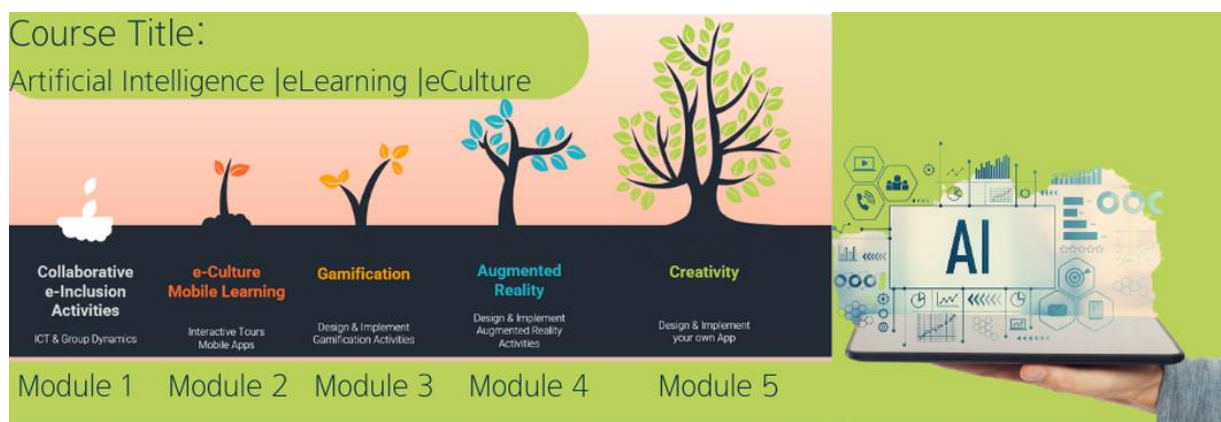 Course Title:
Artificial Intelligence |eLearning |eCulture
Collaborative
e-Inclusion
Activities
ICT & Group Dynamics
Module 1
e-Culture
Mobile Learning
Interactive Tours
Mobile Apps
Module 2
Gamification
Design & Implement
Gamification Activities
Module 3
Augmented
Reality
Design & Implement
Augmented Reality
Activities
Module 4
Creativity
Design & Implement
your own App
Module 5
AI